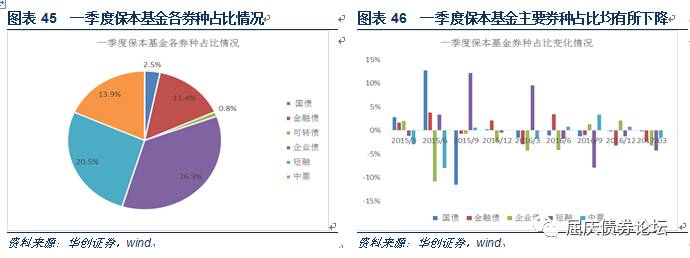 图表 45 一季度保本基金各券种占比情况
一季度保本基金各券种占比情况
2.5%
11.4%
0.8%
26.9%
20.5%
13.9%
国债
金融债
可转债
企业债
短融
中票
资料来源：华创证券，wind
图表 46 一季度保本基金主要券种占比均有所下降
一季度保本基金券种占比变化情况
15%
10%
5%
0%
-5%
-10%
-15%
2015/3 2015/6 2015/9 2015/12 2016/3 2016/6 2016/9 2016/12 2017/03
国债 金融债 企业债 短融 中票
资料来源：华创证券，wind
屈庆债券论坛